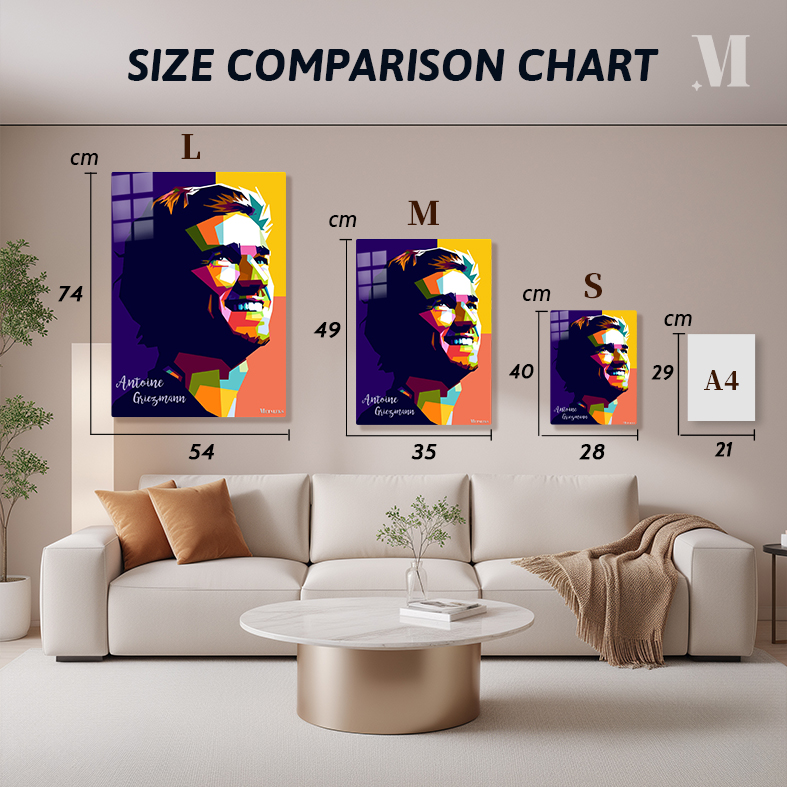 SIZE COMPARISON CHART
M
L
cm
74
54
Antoine
Griezmann
M
cm
49
35
Antoine
Griezmann
S
cm
40
28
Antoine
Griezmann
cm
29
A4
21